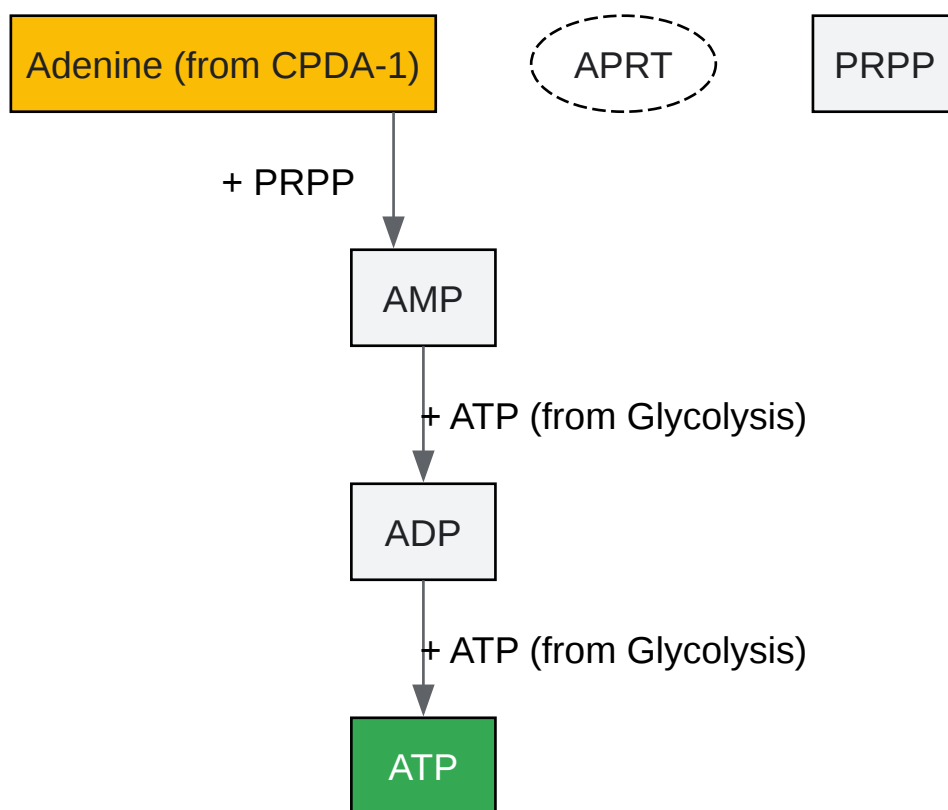 Adenine (from CPDA-1)
APRT
PRPP
+ PRPP
AMP
+ ATP (from Glycolysis)
ADP
+ ATP (from Glycolysis)
ATP